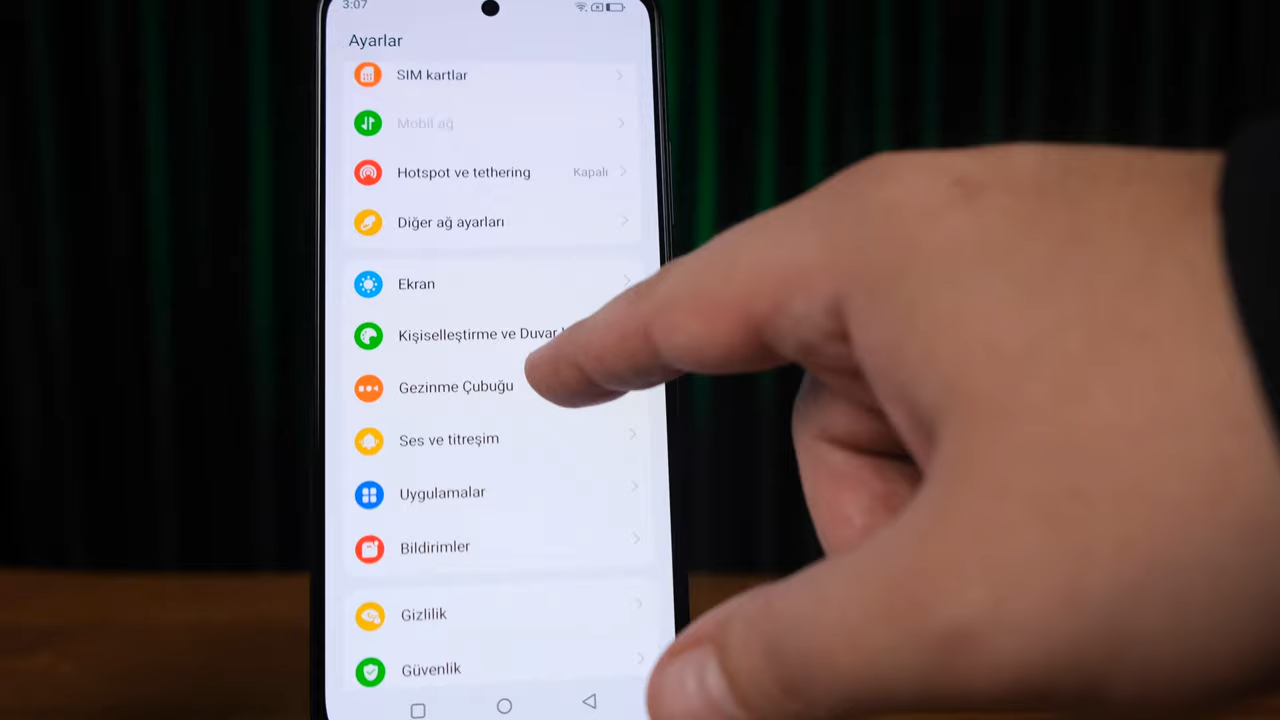 3:07
Ayarlar
SIM kartlar
Mobil ağ
Hotspot ve tethering Kapalı
Diğer ağ ayarları
Ekran
Kişiselleştirme ve Duvar
Gezinme Çubuğu
Ses ve titreşim
Uygulamalar
Bildirimler
Gizlilik
Güvenlik